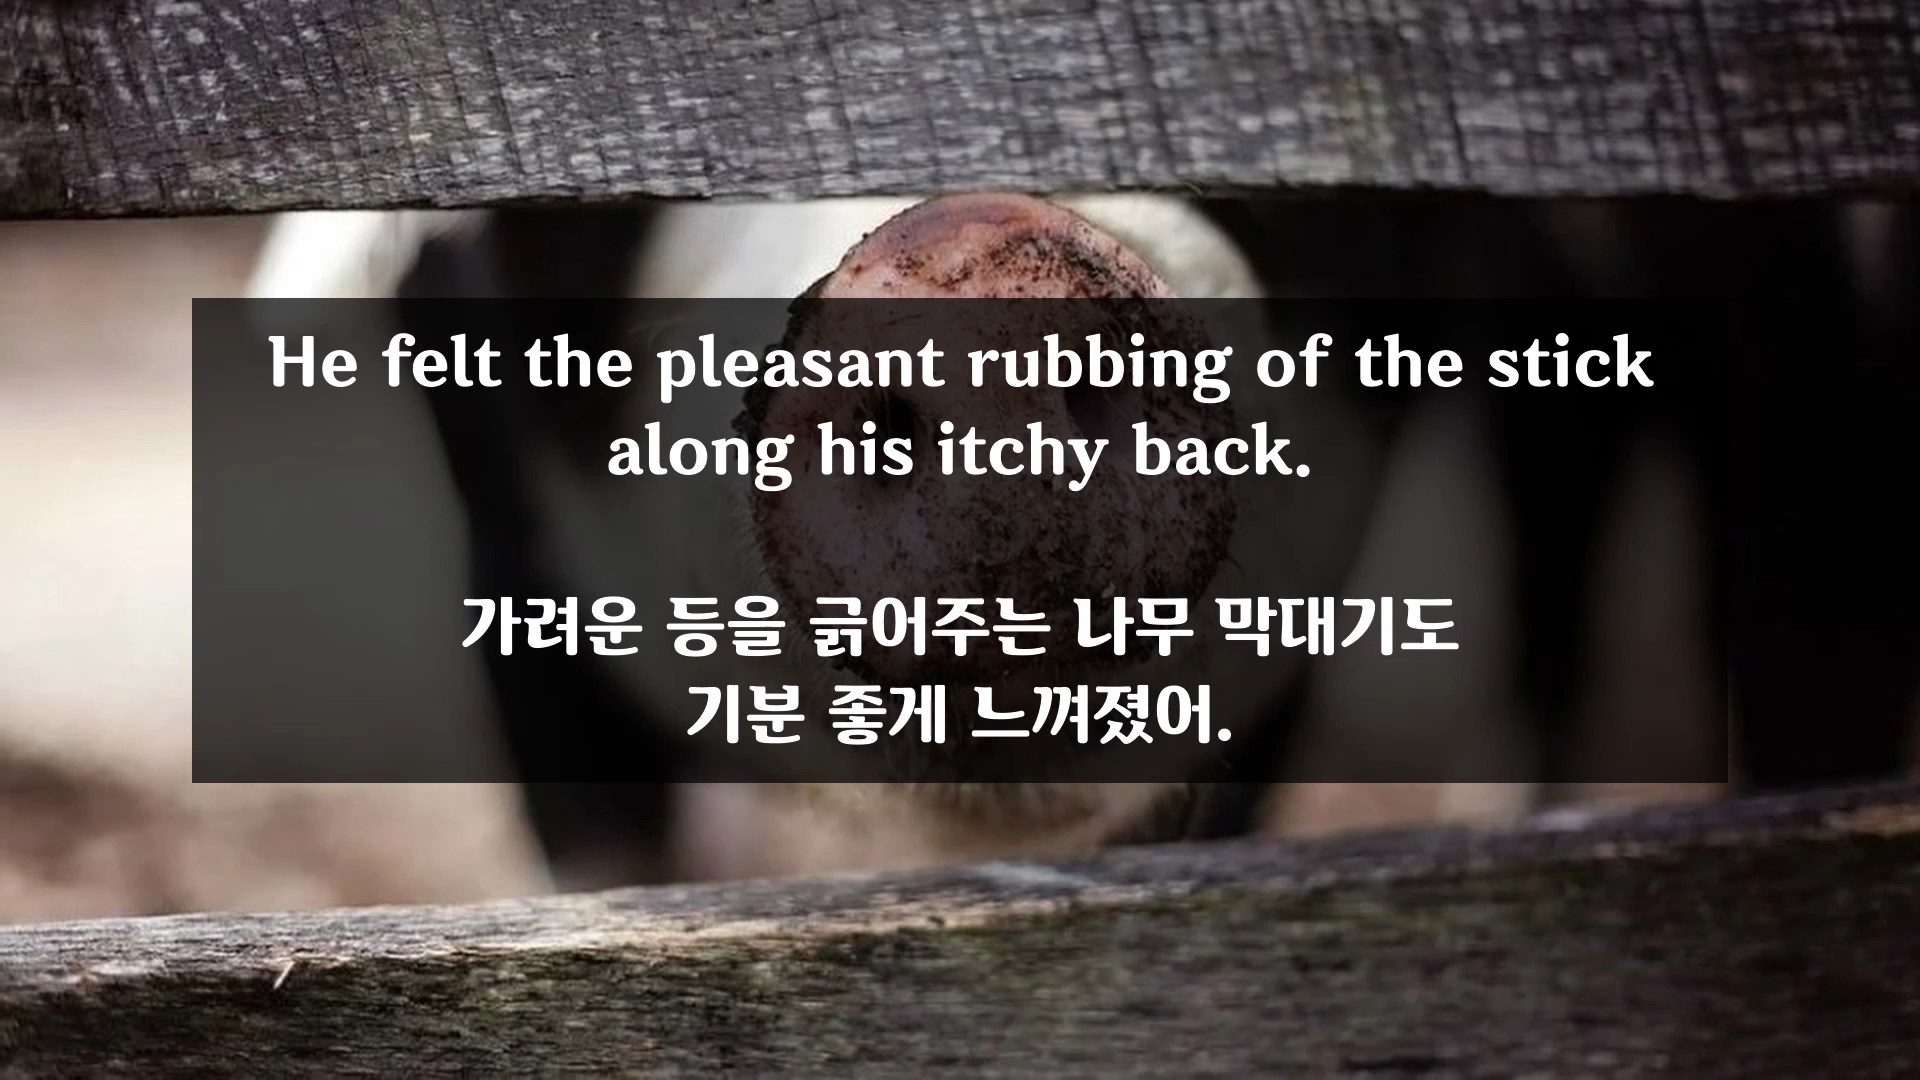 He felt the pleasant rubbing of the stick
along his itchy back.
가려운 등을 긁어주는 나무 막대기도
기분 좋게 느껴졌어.